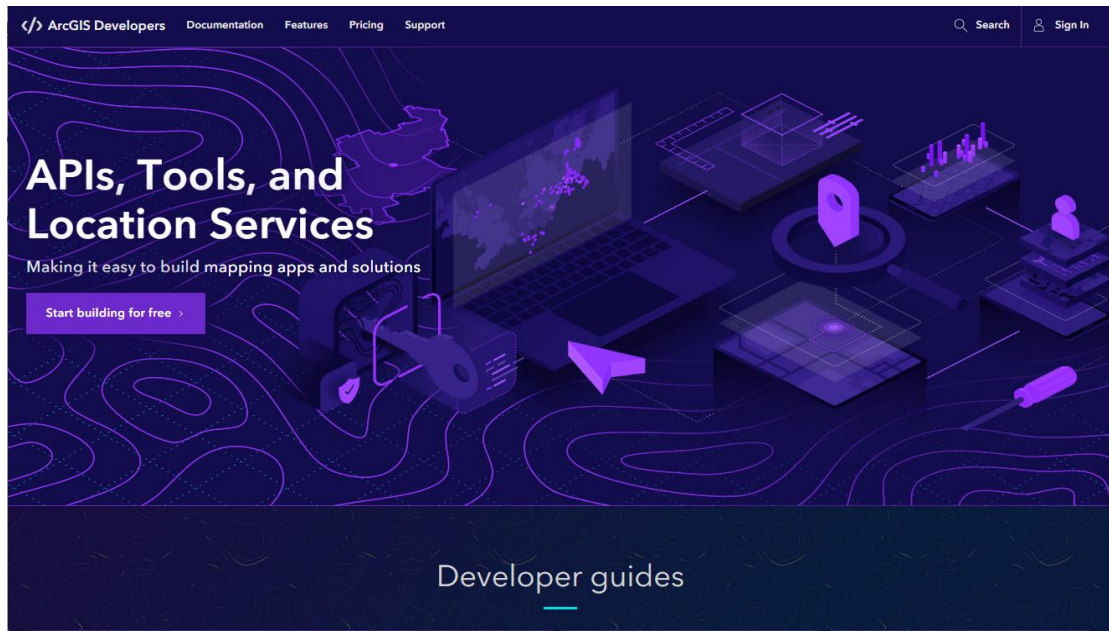 </> ArcGIS Developers Documentation Features Pricing Support Search Sign In
APIs, Tools, and
Location Services
Making it easy to build mapping apps and solutions
Start building for free >
Developer guides